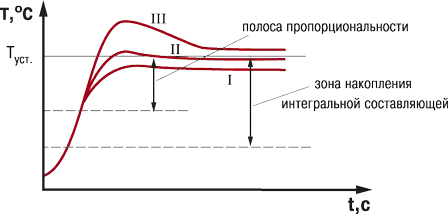 T,°C
III
полоса пропорциональности
Tуст.
II
I
зона накопления
интегральной составляющей
t,c